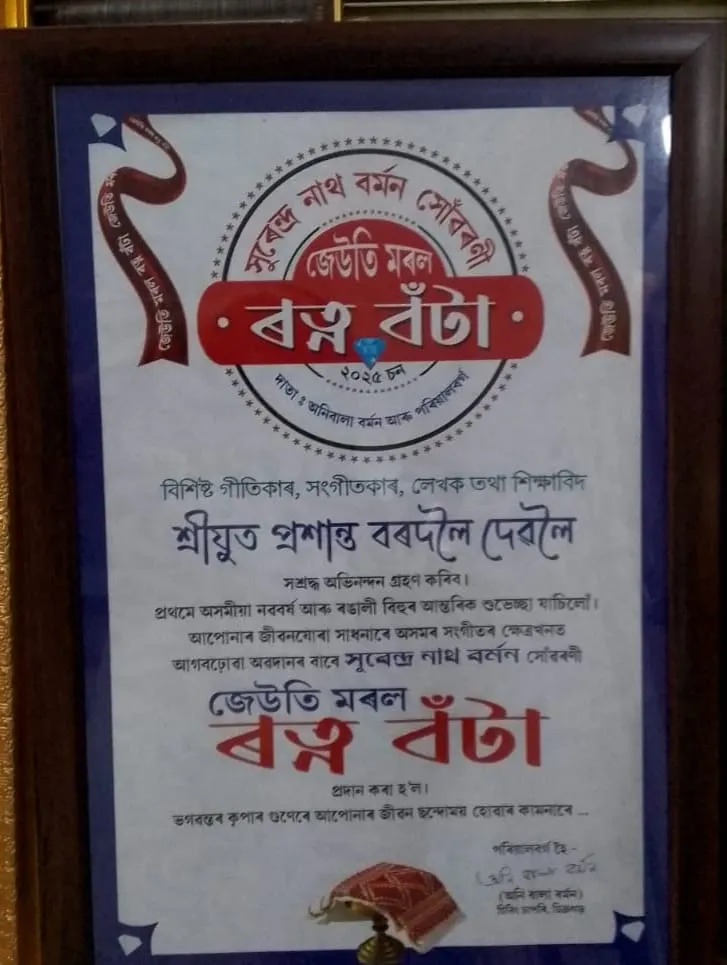 সুৰেন্দ্ৰ নাথ বৰ্মন সোঁৱৰণী
জেউতি মৰল
ৰত্ন বঁটা
২০২৫ চন
দাতা ঃ অনিবালা বৰ্মন আৰু পৰিয়ালবৰ্গ
বিশিষ্ট গীতিকাৰ, সংগীতকাৰ, লেখক তথা শিক্ষাবিদ
শ্ৰীযুত প্ৰশান্ত বৰদলৈ দেৱলৈ
সশ্ৰদ্ধ অভিনন্দন গ্ৰহণ কৰিব।
প্ৰথমে অসমীয়া নববৰ্ষ আৰু ৰঙালী বিহুৰ আন্তৰিক শুভেচ্ছা যাচিলোঁ।
আপোনাৰ জীৱনযোৰা সাধনাৰে অসমৰ সংগীতৰ ক্ষেত্ৰখনত
আগবঢ়োৱা অৱদানৰ বাবে সুৰেন্দ্ৰ নাথ বৰ্মন সোঁৱৰণী
জেউতি মৰল
ৰত্ন বঁটা
প্ৰদান কৰা হ'ল।
ভগৱন্তৰ কৃপাৰ গুণেৰে আপোনাৰ জীৱন ছন্দোময় হোৱাৰ কামনাৰে ...
পৰিয়ালবৰ্গ হৈ -
(অনি বালা বৰ্মন)